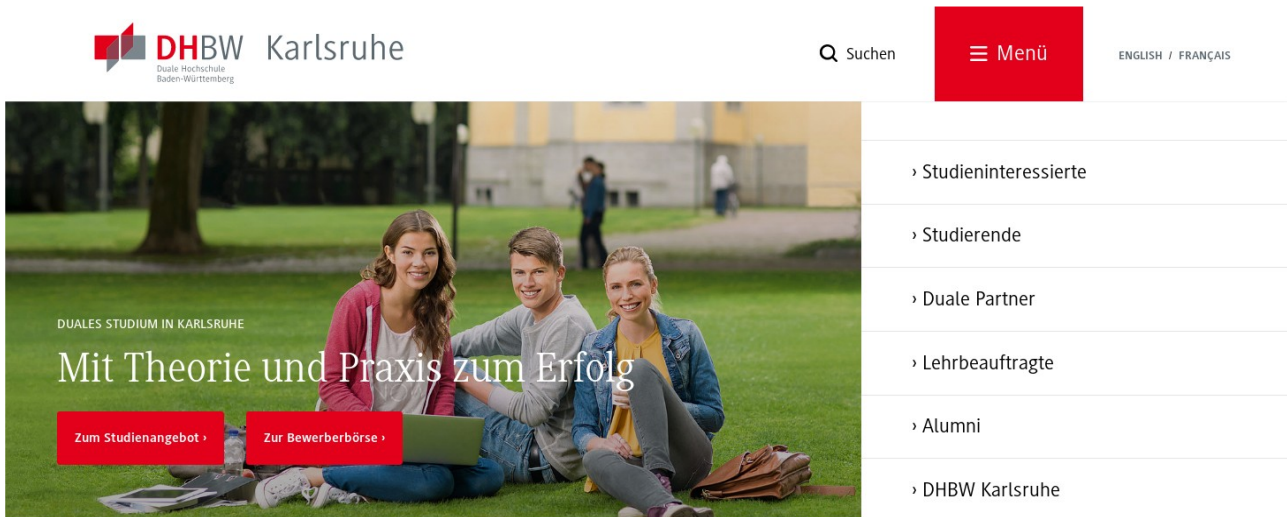 DHBW Karlsruhe
Duale Hochschule
Baden-Württemberg
Suchen
Menü
ENGLISH / FRANÇAIS
DUALES STUDIUM IN KARLSRUHE
Mit Theorie und Praxis zum Erfolg
Zum Studienangebot ›
Zur Bewerberbörse ›
› Studieninteressierte
› Studierende
› Duale Partner
› Lehrbeauftragte
› Alumni
› DHBW Karlsruhe